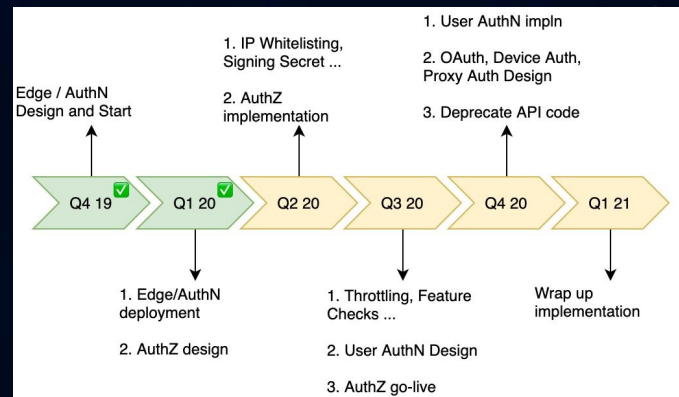 1. User AuthN impln
2. OAuth, Device Auth,
Proxy Auth Design
3. Deprecate API code
1. IP Whitelisting,
Signing Secret ...
2. AuthZ
implementation
Edge / AuthN
Design and Start
Q4 19
Q1 20
Q2 20
Q3 20
Q4 20
Q1 21
1. Edge/AuthN
deployment
2. AuthZ design
1. Throttling, Feature
Checks ...
2. User AuthN Design
3. AuthZ go-live
Wrap up
implementation